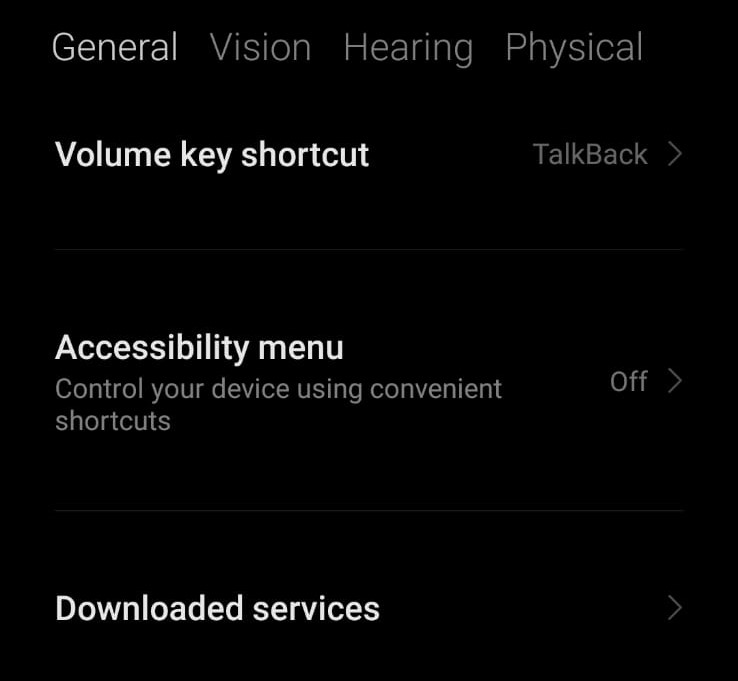 General Vision Hearing Physical
Volume key shortcut TalkBack
Accessibility menu
Control your device using convenient
shortcuts
Off
Downloaded services